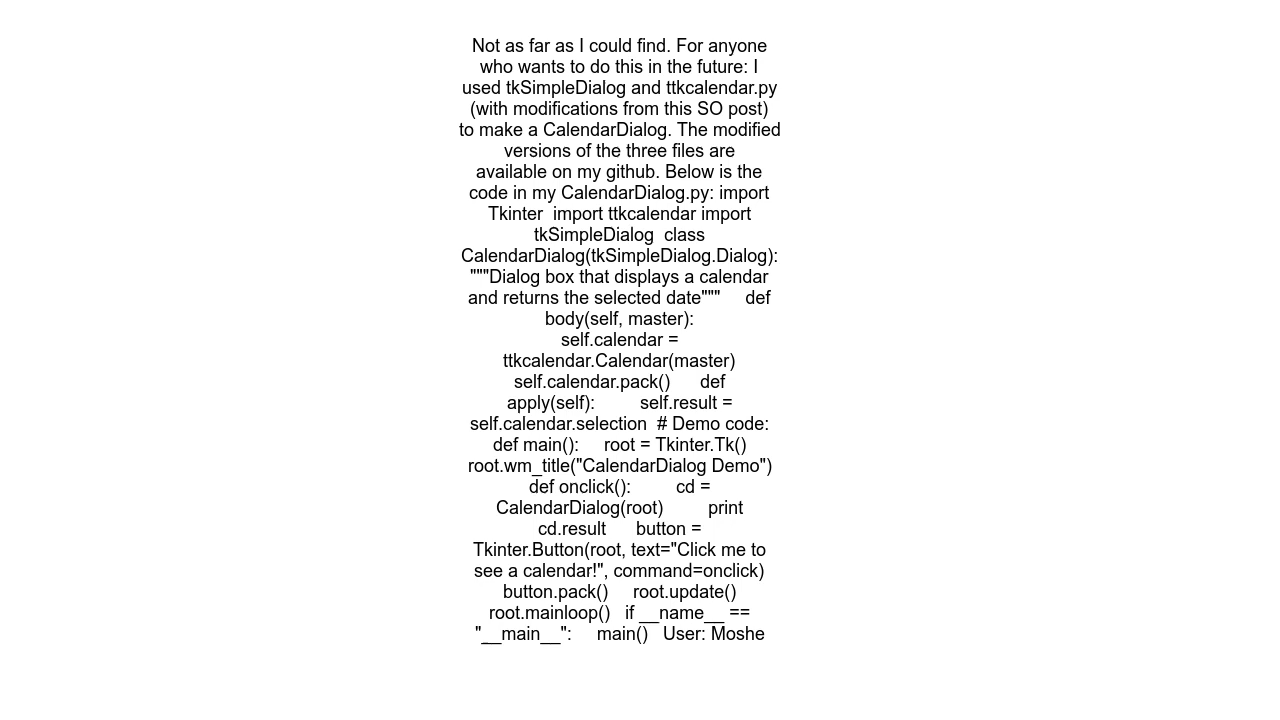 Not as far as I could find. For anyone
who wants to do this in the future: I
used tkSimpleDialog and ttkcalendar.py
(with modifications from this SO post)
to make a CalendarDialog. The modified
versions of the three files are
available on my github. Below is the
code in my CalendarDialog.py: import
Tkinter  import ttkcalendar import
tkSimpleDialog  class
CalendarDialog(tkSimpleDialog.Dialog):
"""Dialog box that displays a calendar
and returns the selected date"""     def
body(self, master):
self.calendar =
ttkcalendar.Calendar(master)
self.calendar.pack()      def
apply(self):         self.result =
self.calendar.selection  # Demo code:
def main():     root = Tkinter.Tk()
root.wm_title("CalendarDialog Demo")
def onclick():         cd =
CalendarDialog(root)         print
cd.result      button =
Tkinter.Button(root, text="Click me to
see a calendar!", command=onclick)
button.pack()     root.update()
root.mainloop()   if __name__ ==
"__main__":     main()   User: Moshe